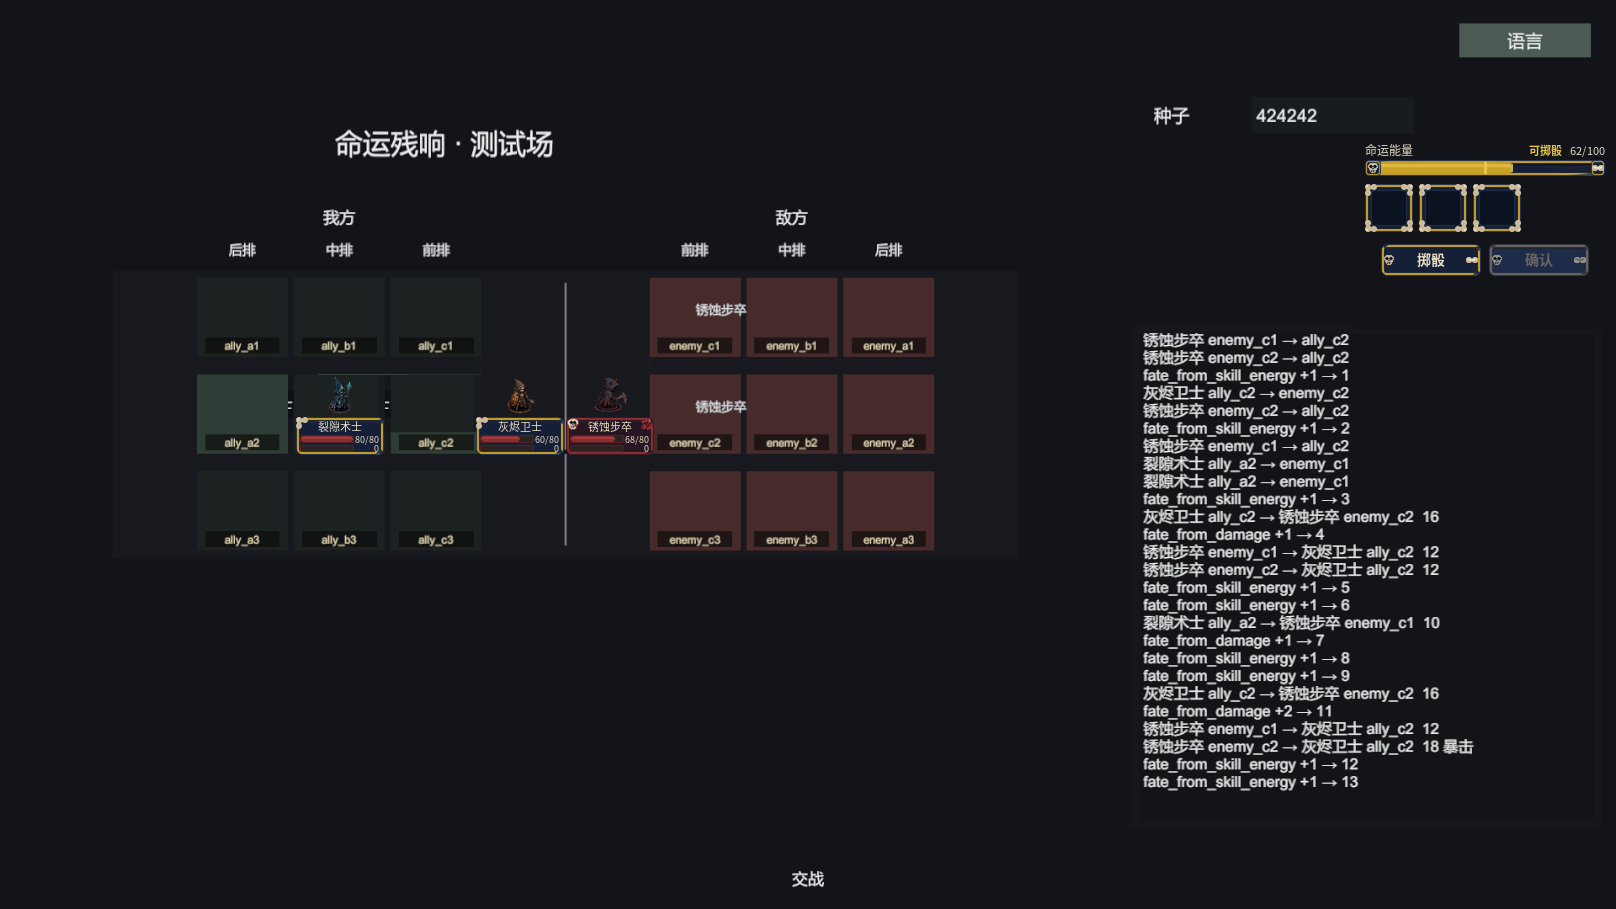 语言
种子 424242
命运残响 · 测试场
命运能量 可掷骰 62/100
掷骰 确认
我方 敌方
后排 中排 前排 前排 中排 后排
锈蚀步卒
ally_a1 ally_b1 ally_c1 enemy_c1 enemy_b1 enemy_a1
锈蚀步卒
裂隙术士 灰烬卫士 锈蚀步卒
80/80 60/80 68/80
0 0 0
ally_a2 ally_c2 enemy_c2 enemy_b2 enemy_a2
ally_a3 ally_b3 ally_c3 enemy_c3 enemy_b3 enemy_a3
锈蚀步卒 enemy_c1 → ally_c2
锈蚀步卒 enemy_c2 → ally_c2
fate_from_skill_energy +1 → 1
灰烬卫士 ally_c2 → enemy_c2
锈蚀步卒 enemy_c2 → ally_c2
fate_from_skill_energy +1 → 2
锈蚀步卒 enemy_c1 → ally_c2
裂隙术士 ally_a2 → enemy_c1
裂隙术士 ally_a2 → enemy_c1
fate_from_skill_energy +1 → 3
灰烬卫士 ally_c2 → 锈蚀步卒 enemy_c2 16
fate_from_damage +1 → 4
锈蚀步卒 enemy_c1 → 灰烬卫士 ally_c2 12
锈蚀步卒 enemy_c2 → 灰烬卫士 ally_c2 12
fate_from_skill_energy +1 → 5
fate_from_skill_energy +1 → 6
裂隙术士 ally_a2 → 锈蚀步卒 enemy_c1 10
fate_from_damage +1 → 7
fate_from_skill_energy +1 → 8
fate_from_skill_energy +1 → 9
灰烬卫士 ally_c2 → 锈蚀步卒 enemy_c2 16
fate_from_damage +2 → 11
锈蚀步卒 enemy_c1 → 灰烬卫士 ally_c2 12
锈蚀步卒 enemy_c2 → 灰烬卫士 ally_c2 18 暴击
fate_from_skill_energy +1 → 12
fate_from_skill_energy +1 → 13
交战